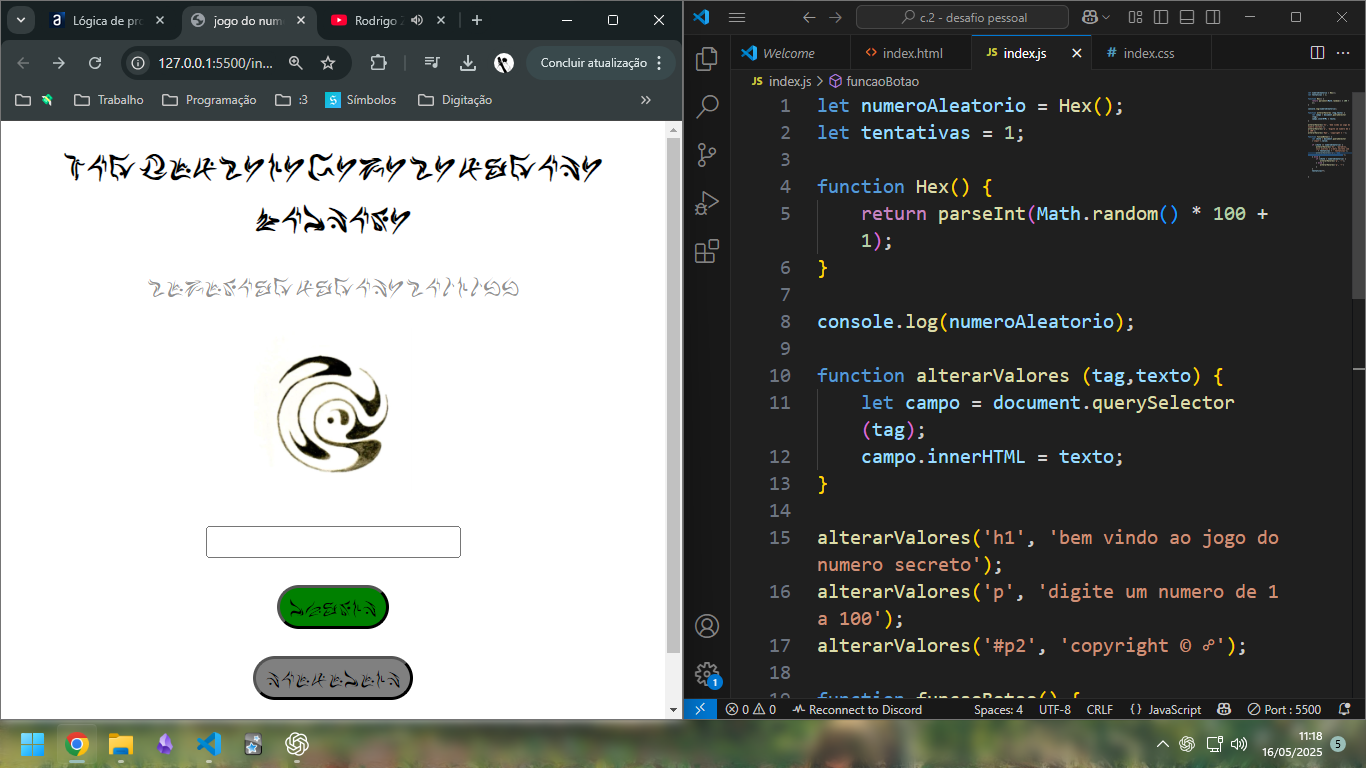 Lógica de pro
jogo do num
Rodrigo
127.0.0.1:5500/in...
Concluir atualização
Trabalho
Programação
:3
Símbolos
Digitação
c.2 - desafio pessoal
Welcome
index.html
index.js
index.css
index.js > funcaoBotao
1 let numeroAleatorio = Hex();
2 let tentativas = 1;
3
4 function Hex() {
5 return parseInt(Math.random() * 100 +
1);
6 }
7
8 console.log(numeroAleatorio);
9
10 function alterarValores (tag,texto) {
11 let campo = document.querySelector
(tag);
12 campo.innerHTML = texto;
13 }
14
15 alterarValores('h1', 'bem vindo ao jogo do
numero secreto');
16 alterarValores('p', 'digite um numero de 1
a 100');
17 alterarValores('#p2', 'copyright © ☍');
18
19 function funcaoBotao() {
0 0 Reconnect to Discord Spaces: 4 UTF-8 CRLF {} JavaScript Port : 5500
1
11:18
16/05/2025
5